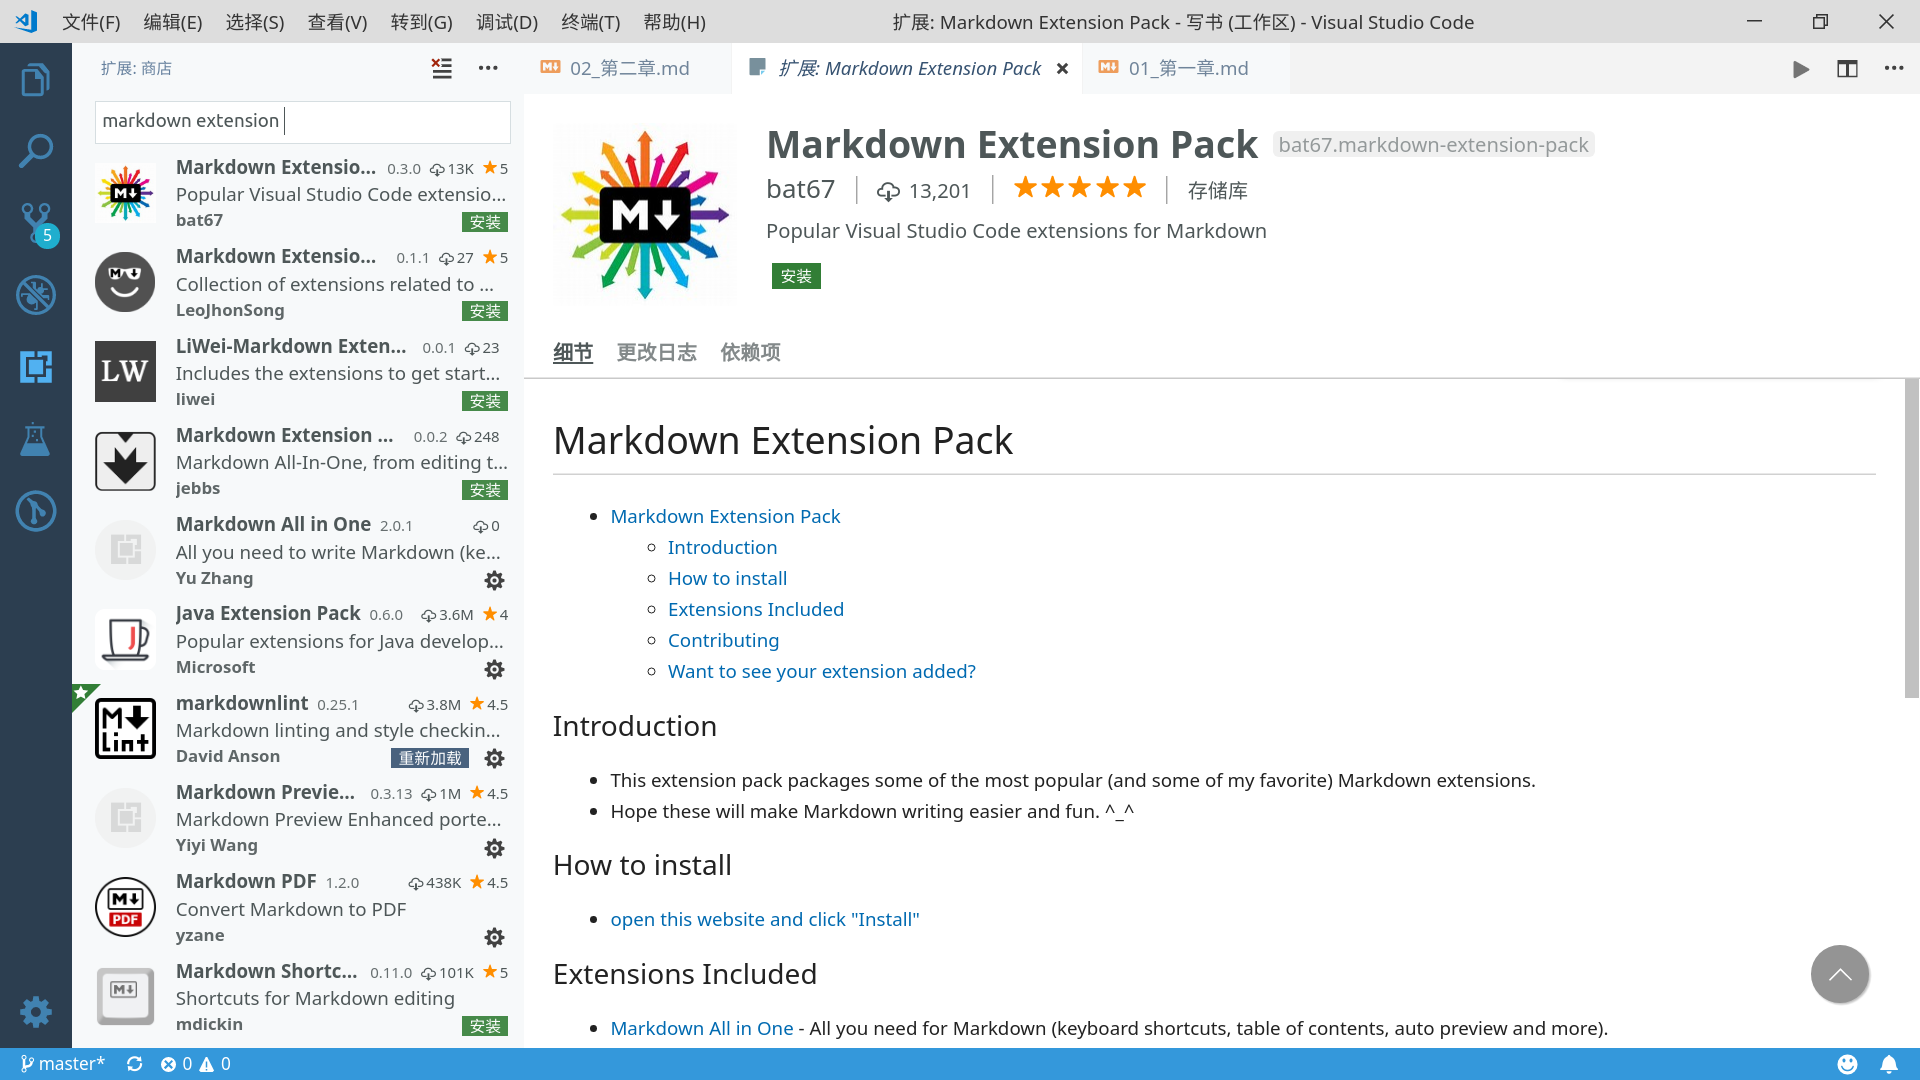 文件(F) 编辑(E) 选择(S) 查看(V) 转到(G) 调试(D) 终端(T) 帮助(H) 扩展: Markdown Extension Pack - 写书 (工作区) - Visual Studio Code
扩展: 商店
markdown extension
Markdown Extensio... 0.3.0 13K 5
Popular Visual Studio Code extensio...
bat67 安装
Markdown Extensio... 0.1.1 27 5
Collection of extensions related to ...
LeoJhonSong 安装
LW
LiWei-Markdown Exten... 0.0.1 23
Includes the extensions to get start...
liwei 安装
Markdown Extension ... 0.0.2 248
Markdown All-In-One, from editing t...
jebbs 安装
Markdown All in One 2.0.1 0
All you need to write Markdown (ke...
Yu Zhang
Java Extension Pack 0.6.0 3.6M 4
Popular extensions for Java develop...
Microsoft
M Lint
markdownlint 0.25.1 3.8M 4.5
Markdown linting and style checkin...
David Anson 重新加载
Markdown Previe... 0.3.13 1M 4.5
Markdown Preview Enhanced porte...
Yiyi Wang
M PDF
Markdown PDF 1.2.0 438K 4.5
Convert Markdown to PDF
yzane
Markdown Shortc... 0.11.0 101K 5
Shortcuts for Markdown editing
mdickin 安装
5
02_第二章.md 扩展: Markdown Extension Pack 01_第一章.md
M
Markdown Extension Pack bat67.markdown-extension-pack
bat67 13,201 存储库
Popular Visual Studio Code extensions for Markdown
安装
细节 更改日志 依赖项
Markdown Extension Pack
Markdown Extension Pack
Introduction
How to install
Extensions Included
Contributing
Want to see your extension added?
Introduction
This extension pack packages some of the most popular (and some of my favorite) Markdown extensions.
Hope these will make Markdown writing easier and fun. ^_^
How to install
open this website and click "Install"
Extensions Included
Markdown All in One - All you need for Markdown (keyboard shortcuts, table of contents, auto preview and more).
master* 0 0